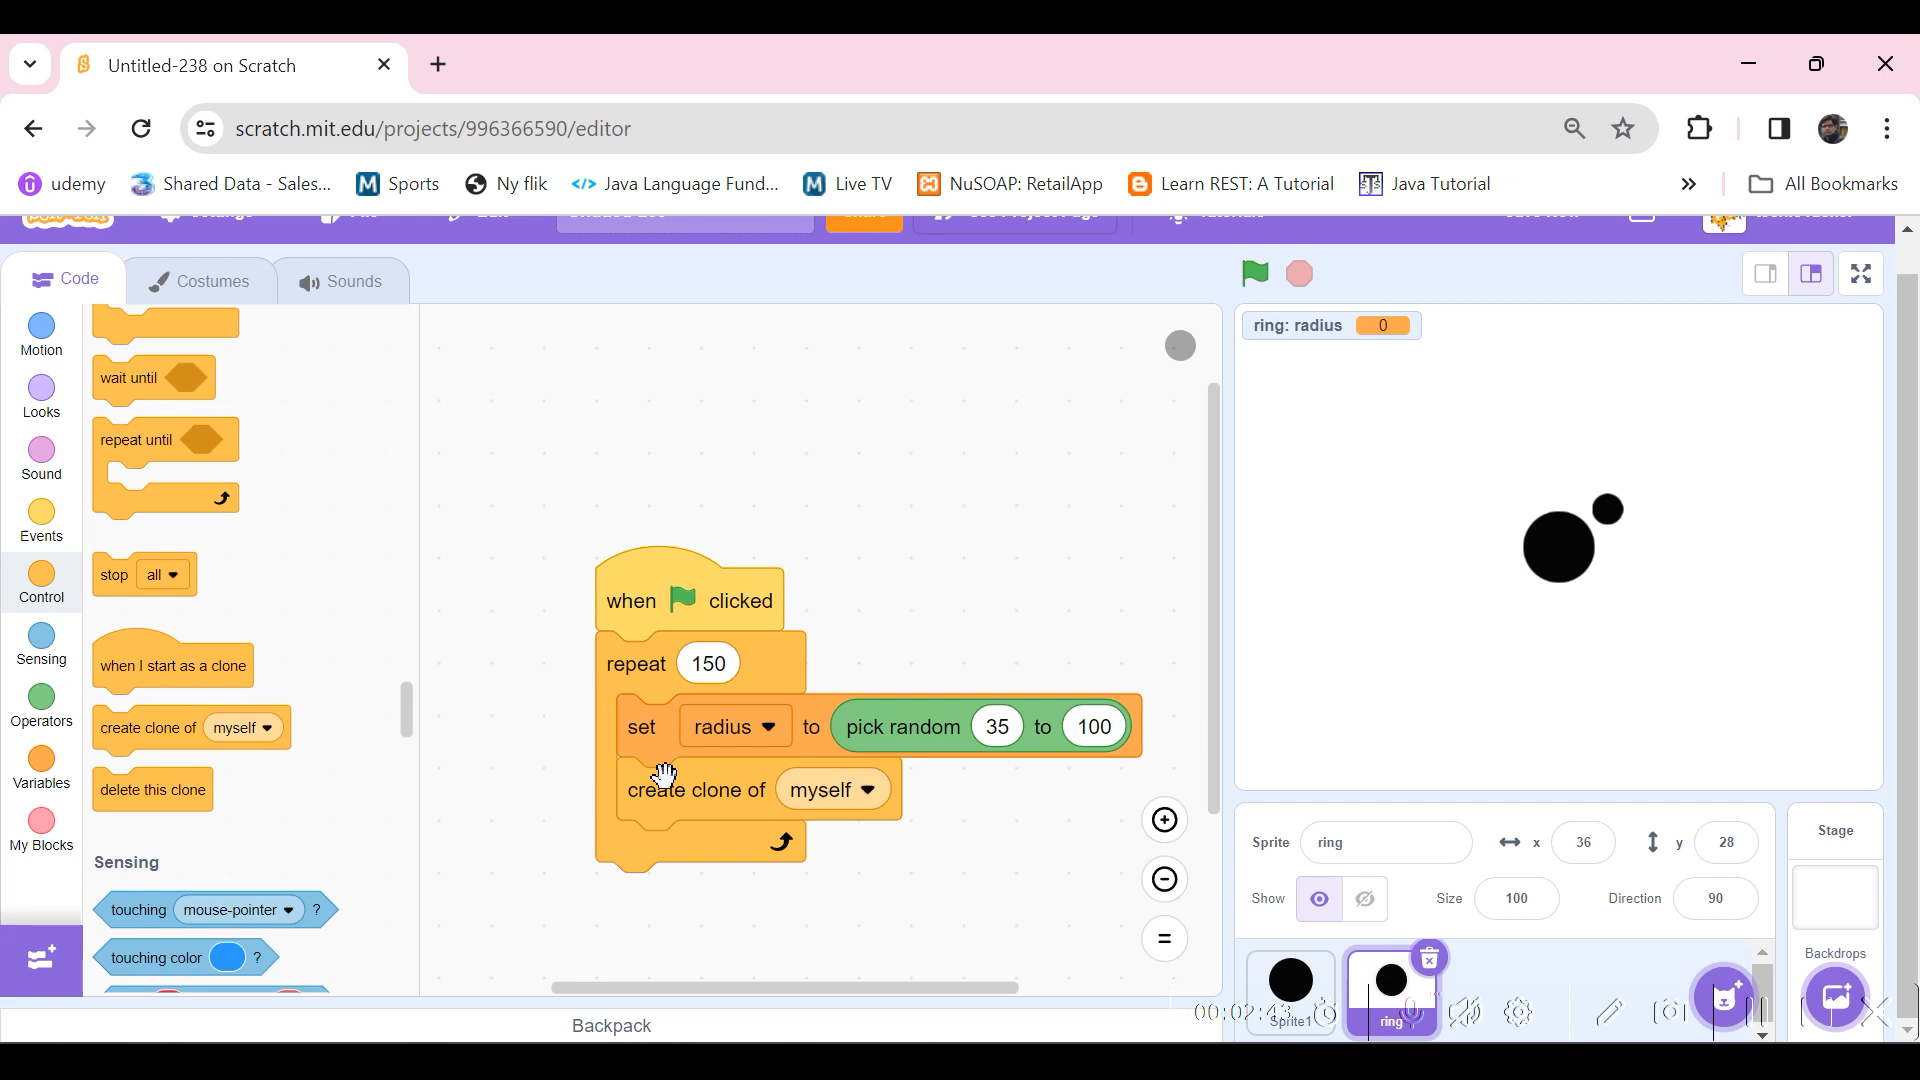 Untitled-238 on Scratch
scratch.mit.edu/projects/996366590/editor
udemy
Shared Data - Sales...
Sports
Ny flik
Java Language Fund...
Live TV
NuSOAP: RetailApp
Learn REST: A Tutorial
Java Tutorial
All Bookmarks
Code
Costumes
Sounds
Motion
Looks
Sound
Events
Control
Sensing
Operators
Variables
My Blocks
wait until
repeat until
stop all
when I start as a clone
create clone of myself
delete this clone
Sensing
touching mouse-pointer ?
touching color ?
when clicked
repeat 150
set radius to pick random 35 to 100
create clone of myself
Backpack
ring: radius 0
Sprite ring x 36 y 28
Show Size 100 Direction 90
Sprite1
ring
Stage
Backdrops
00:02:43